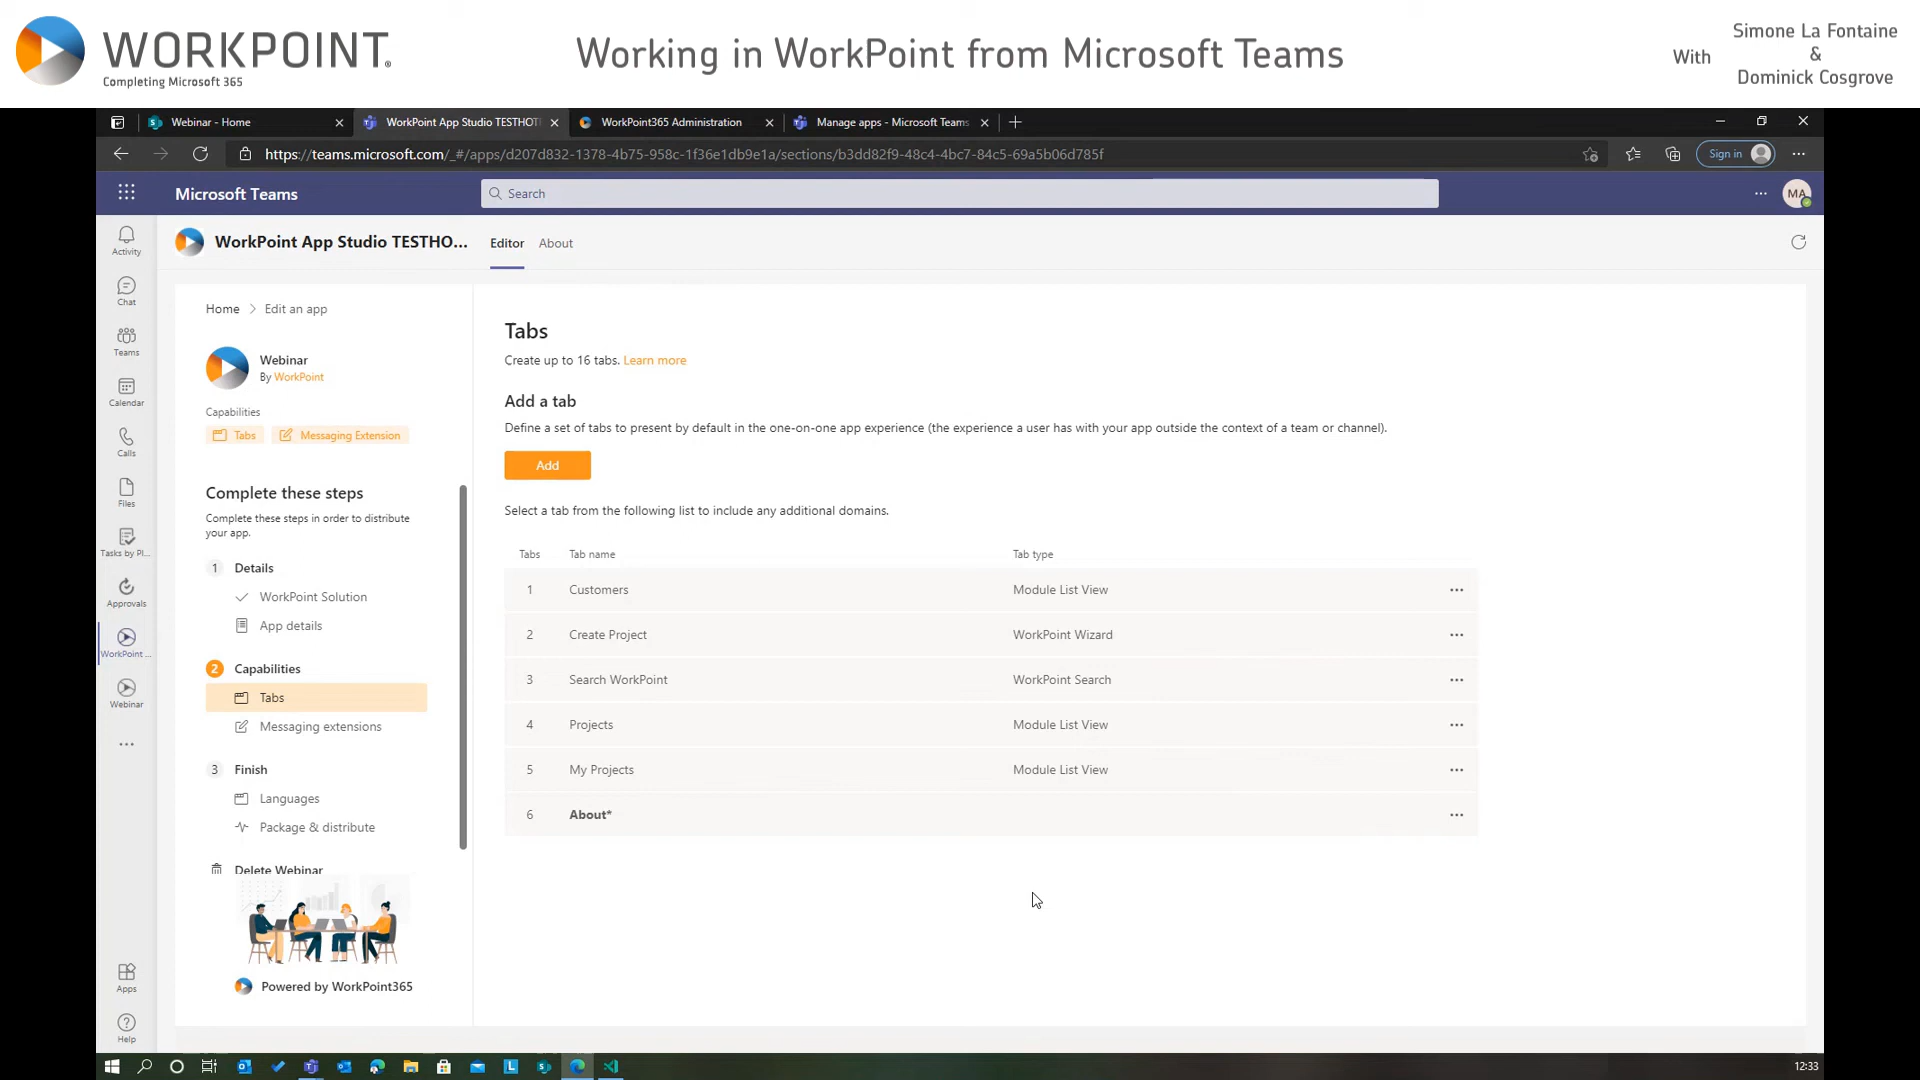 WORKPOINT®
Completing Microsoft 365
Working in WorkPoint from Microsoft Teams
With
Simone La Fontaine
&
Dominick Cosgrove
Webinar - Home
WorkPoint App Studio TESTHOT
WorkPoint365 Administration
Manage apps - Microsoft Teams
https://teams.microsoft.com/_#/apps/d207d832-1378-4b75-958c-1f36e1db9e1a/sections/b3dd82f9-48c4-4bc7-84c5-69a5b06d785f
Sign in
Microsoft Teams
Search
MA
Activity
Chat
Teams
Calendar
Calls
Files
Tasks by Pl...
Approvals
WorkPoint ...
Webinar
Apps
Help
WorkPoint App Studio TESTHO...
Editor
About
Home > Edit an app
Webinar
By WorkPoint
Capabilities
Tabs
Messaging Extension
Complete these steps
Complete these steps in order to distribute
your app.
1 Details
WorkPoint Solution
App details
2 Capabilities
Tabs
Messaging extensions
3 Finish
Languages
Package & distribute
Delete Webinar
Powered by WorkPoint365
Tabs
Create up to 16 tabs. Learn more
Add a tab
Define a set of tabs to present by default in the one-on-one app experience (the experience a user has with your app outside the context of a team or channel).
Add
Select a tab from the following list to include any additional domains.
Tabs Tab name Tab type
1 Customers Module List View
2 Create Project WorkPoint Wizard
3 Search WorkPoint WorkPoint Search
4 Projects Module List View
5 My Projects Module List View
6 About*
12:33